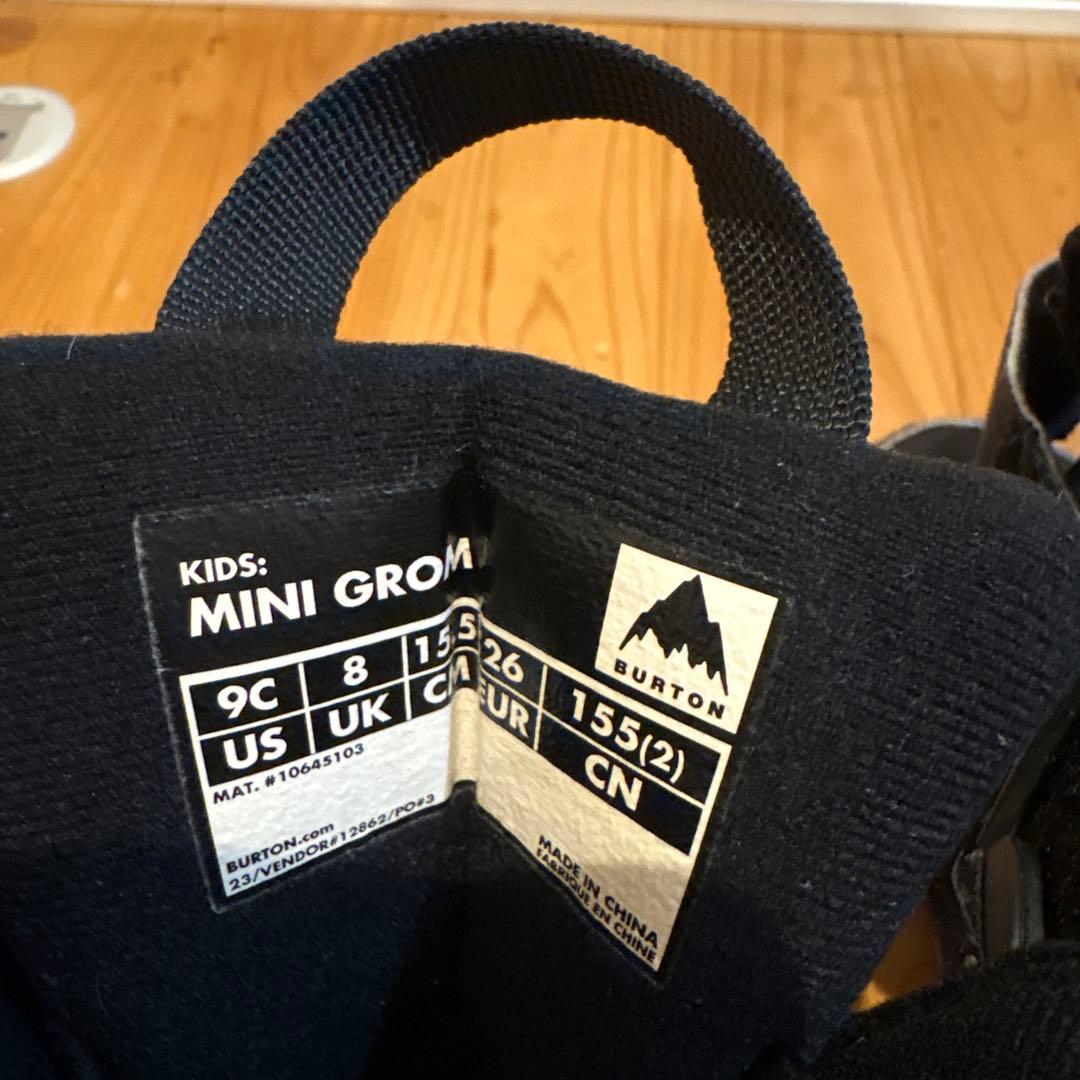 KIDS:
MINI GROM
9C 8 15.5 26 155(2)
US UK CM EUR CN
MAT. #10645103
BURTON.com
23/VENDOR#12862/PO#3
BURTON
MADE IN CHINA
FABRIQUE EN CHINE